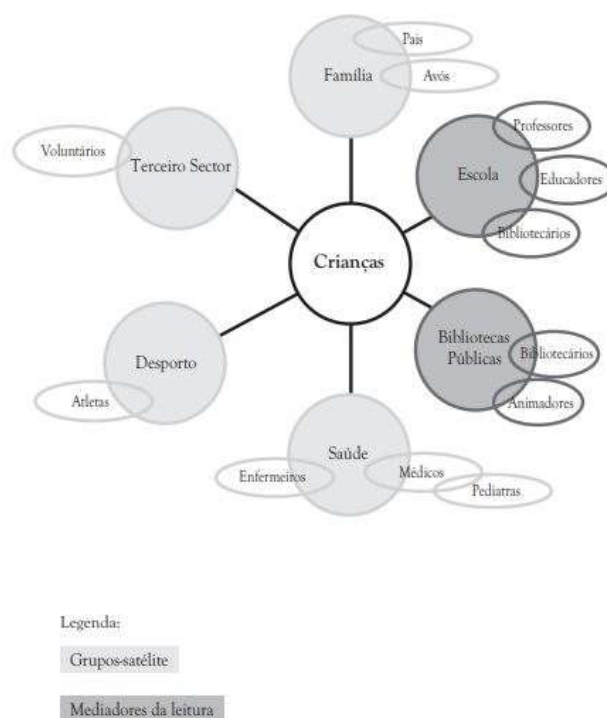 Pais
Família
Avós
Professores
Voluntários
Terceiro Sector
Escola
Educadores
Bibliotecários
Crianças
Bibliotecas
Públicas
Bibliotecários
Desporto
Atletas
Animadores
Saúde
Enfermeiros
Médicos
Pediatras
Legenda:
Grupos-satélite
Mediadores da leitura